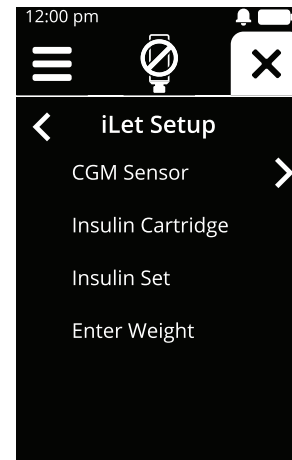 12:00 pm
iLet Setup
CGM Sensor
Insulin Cartridge
Insulin Set
Enter Weight